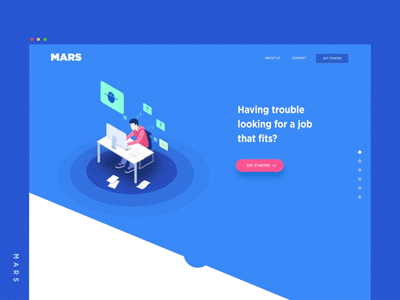 MARS
ABOUT US
CONTACT
GET STARTED
Having trouble
looking for a job
that fits?
GET STARTED
MARS